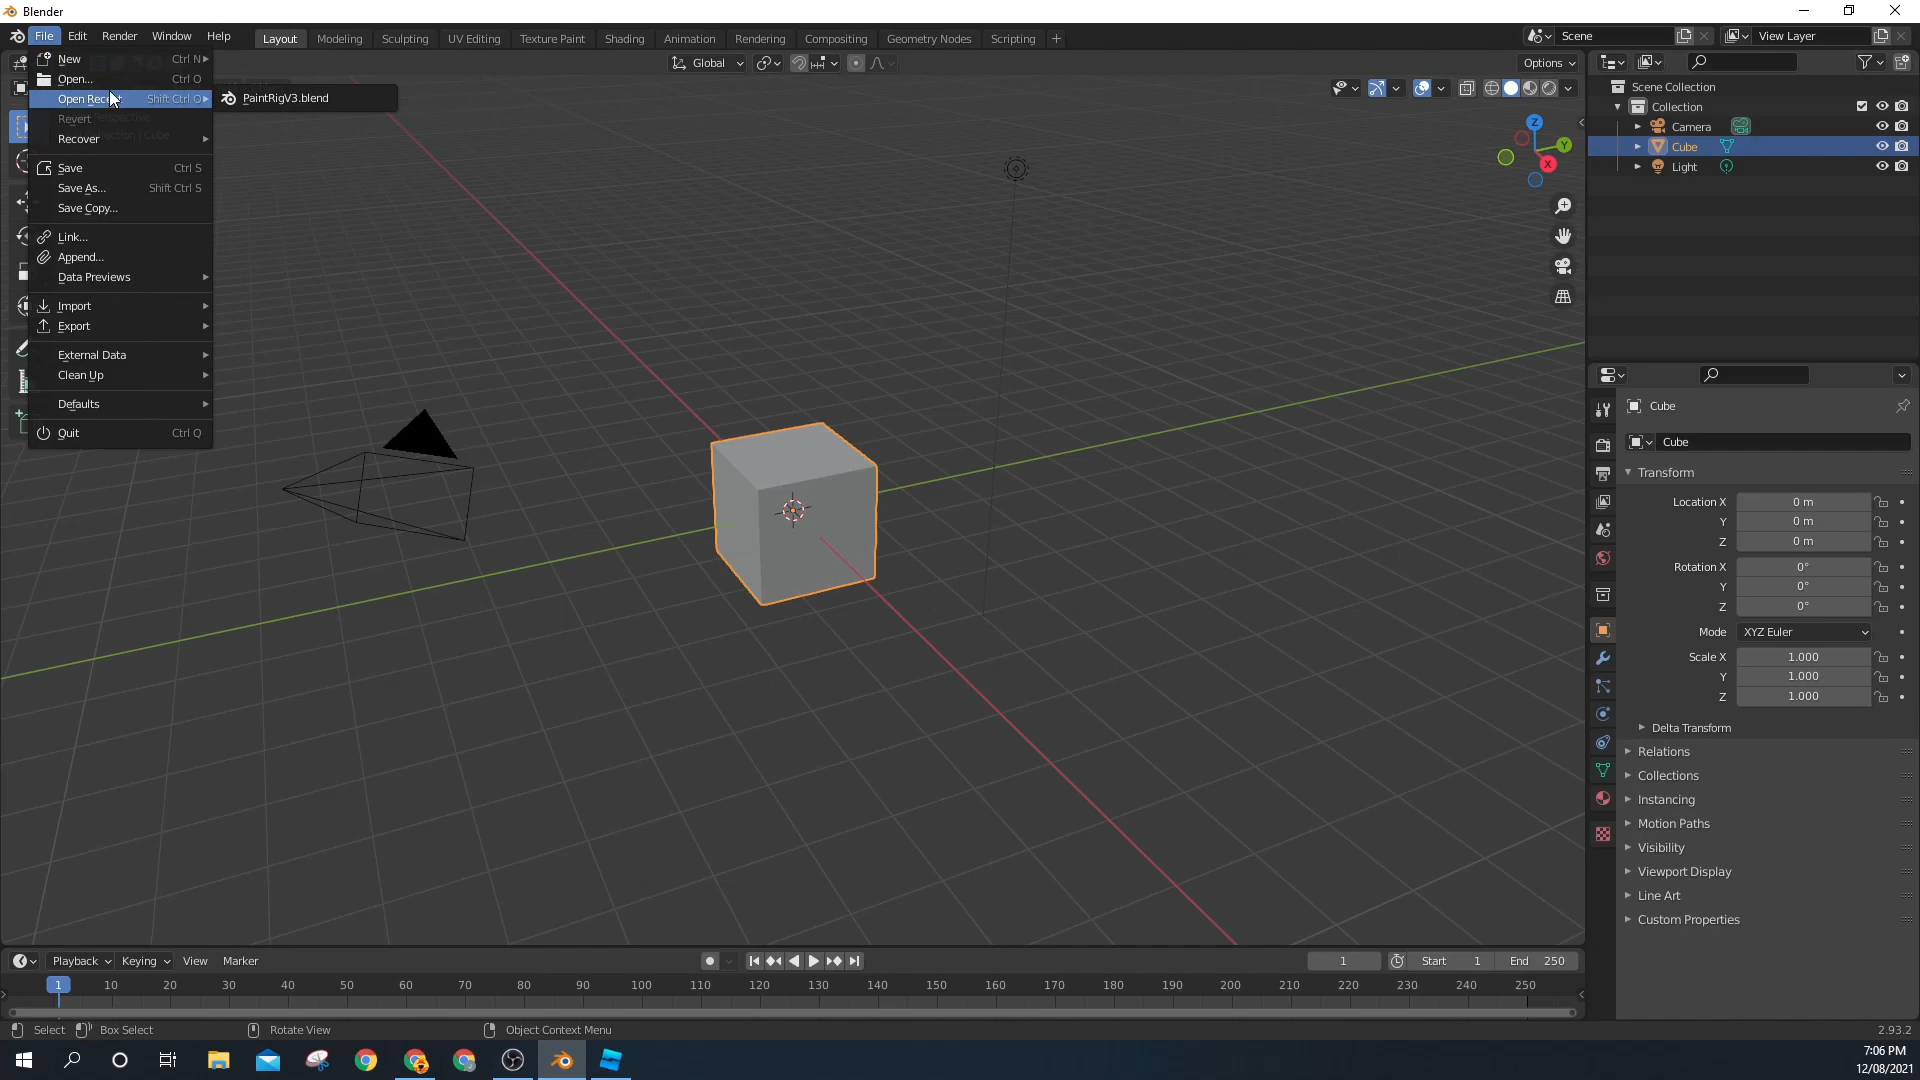 Blender
File Edit Render Window Help
Layout Modeling Sculpting UV Editing Texture Paint Shading Animation Rendering Compositing Geometry Nodes Scripting +
Scene
View Layer
New Ctrl N
Open... Ctrl O
Open Recent Shift Ctrl O
PaintRigV3.blend
Revert
Recover
Save Ctrl S
Save As... Shift Ctrl S
Save Copy...
Link...
Append...
Data Previews
Import
Export
External Data
Clean Up
Defaults
Quit Ctrl Q
Global
Options
Z
Y
X
Scene Collection
Collection
Camera
Cube
Light
Cube
Cube
Transform
Location X 0 m
Y 0 m
Z 0 m
Rotation X 0°
Y 0°
Z 0°
Mode XYZ Euler
Scale X 1.000
Y 1.000
Z 1.000
Delta Transform
Relations
Collections
Instancing
Motion Paths
Visibility
Viewport Display
Line Art
Custom Properties
Playback Keying View Marker
1
Start 1
End 250
1 10 20 30 40 50 60 70 80 90 100 110 120 130 140 150 160 170 180 190 200 210 220 230 240 250
Select Box Select Rotate View Object Context Menu
2.93.2
7:06 PM
12/08/2021